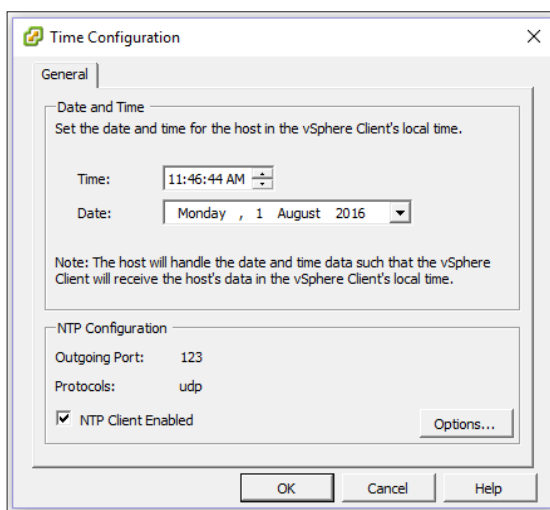 Time Configuration
General
Date and Time
Set the date and time for the host in the vSphere Client's local time.
Time: 11:46:44 AM
Date: Monday , 1 August 2016
Note: The host will handle the date and time data such that the vSphere
Client will receive the host's data in the vSphere Client's local time.
NTP Configuration
Outgoing Port: 123
Protocols: udp
NTP Client Enabled
Options...
OK Cancel Help